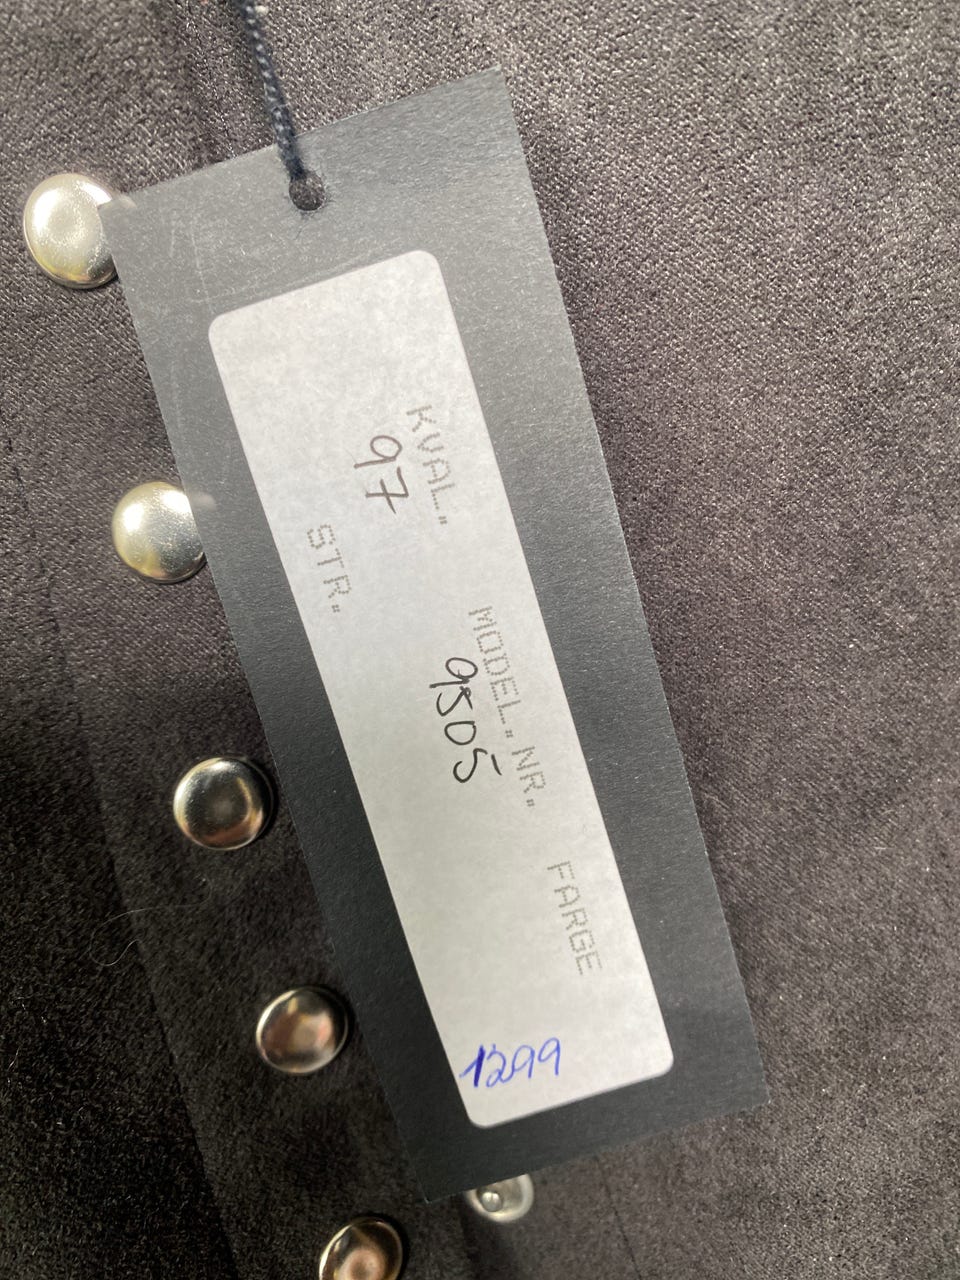 KVAL.
MODEL. NR.
FARGE
97
9505
STR.
1299